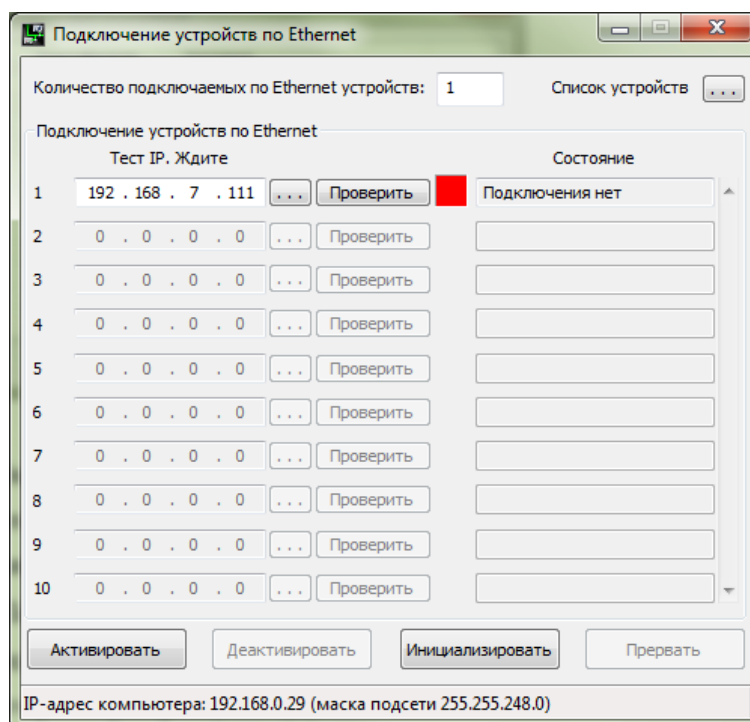 Подключение устройств по Ethernet
Количество подключаемых по Ethernet устройств: 1 Список устройств ...
Подключение устройств по Ethernet
Тест IP. Ждите Состояние
1 192 . 168 . 7 . 111 ... Проверить Подключения нет
2 0 . 0 . 0 . 0 ... Проверить
3 0 . 0 . 0 . 0 ... Проверить
4 0 . 0 . 0 . 0 ... Проверить
5 0 . 0 . 0 . 0 ... Проверить
6 0 . 0 . 0 . 0 ... Проверить
7 0 . 0 . 0 . 0 ... Проверить
8 0 . 0 . 0 . 0 ... Проверить
9 0 . 0 . 0 . 0 ... Проверить
10 0 . 0 . 0 . 0 ... Проверить
Активировать Деактивировать Инициализировать Прервать
IP-адрес компьютера: 192.168.0.29 (маска подсети 255.255.248.0)